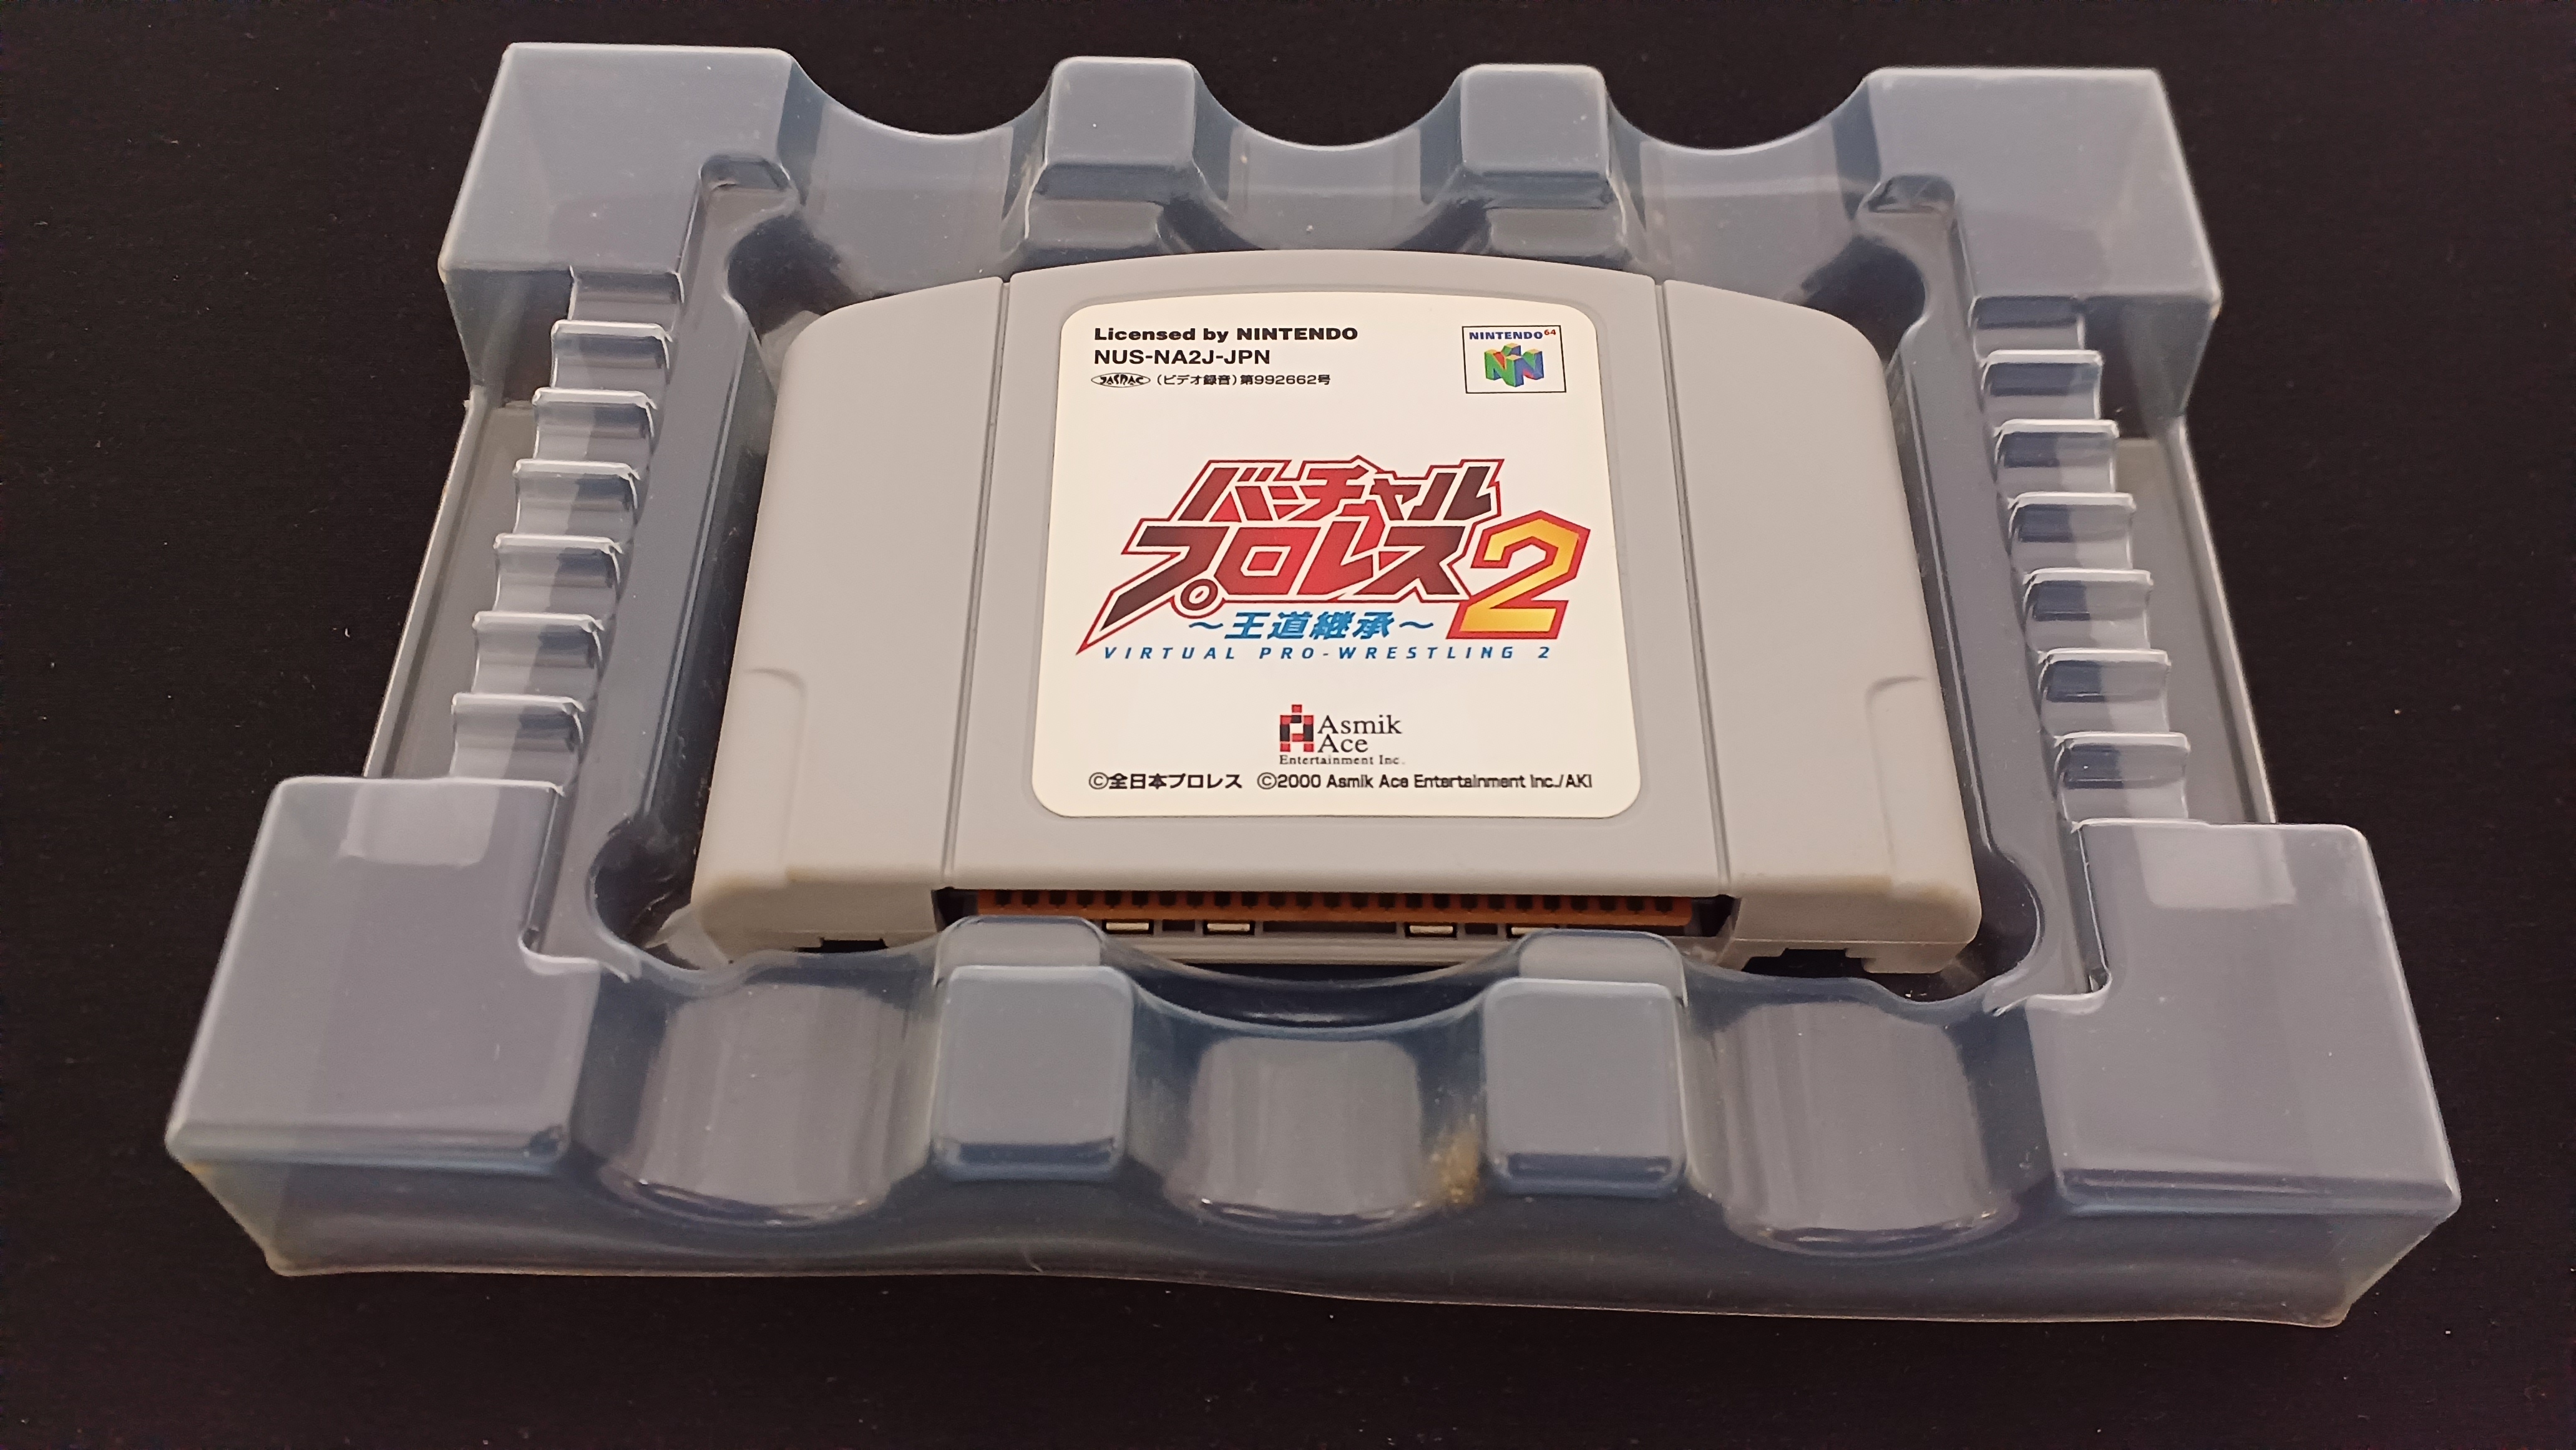 Licensed by NINTENDO
NUS-NA2J-JPN
JASRAC (ビデオ録音)第992662号
NINTENDO64
バーチャル
プロレス2
~王道継承~
VIRTUAL PRO-WRESTLING 2
Asmik
Ace
Entertainment Inc.
©全日本プロレス ©2000 Asmik Ace Entertainment Inc./AKI